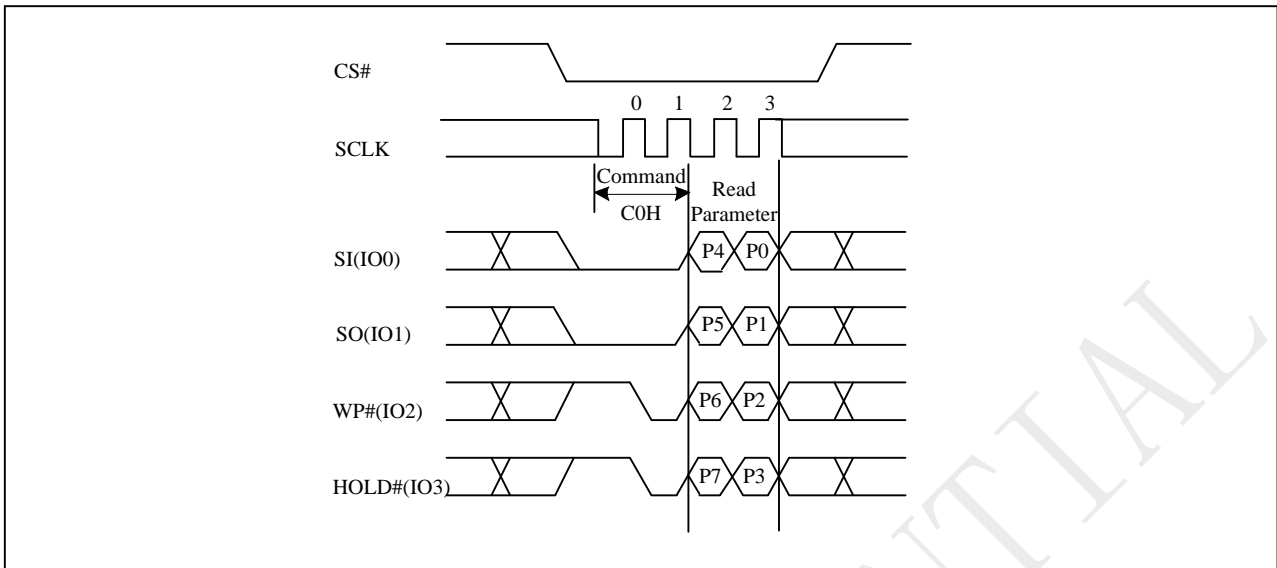 CS#
0 1 2 3
SCLK
Command
Read
C0H
Parameter
SI(IO0)
P4 P0
SO(IO1)
P5 P1
WP#(IO2)
P6 P2
HOLD#(IO3)
P7 P3
NTIAL